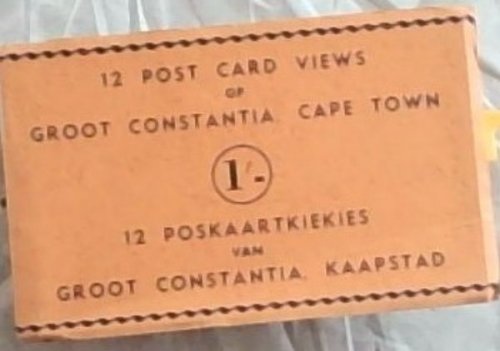 12 POST CARD VIEWS
OF
GROOT CONSTANTIA CAPE TOWN
1/-
12 POSKAARTKIEKIES
VAN
GROOT CONSTANTIA, KAAPSTAD